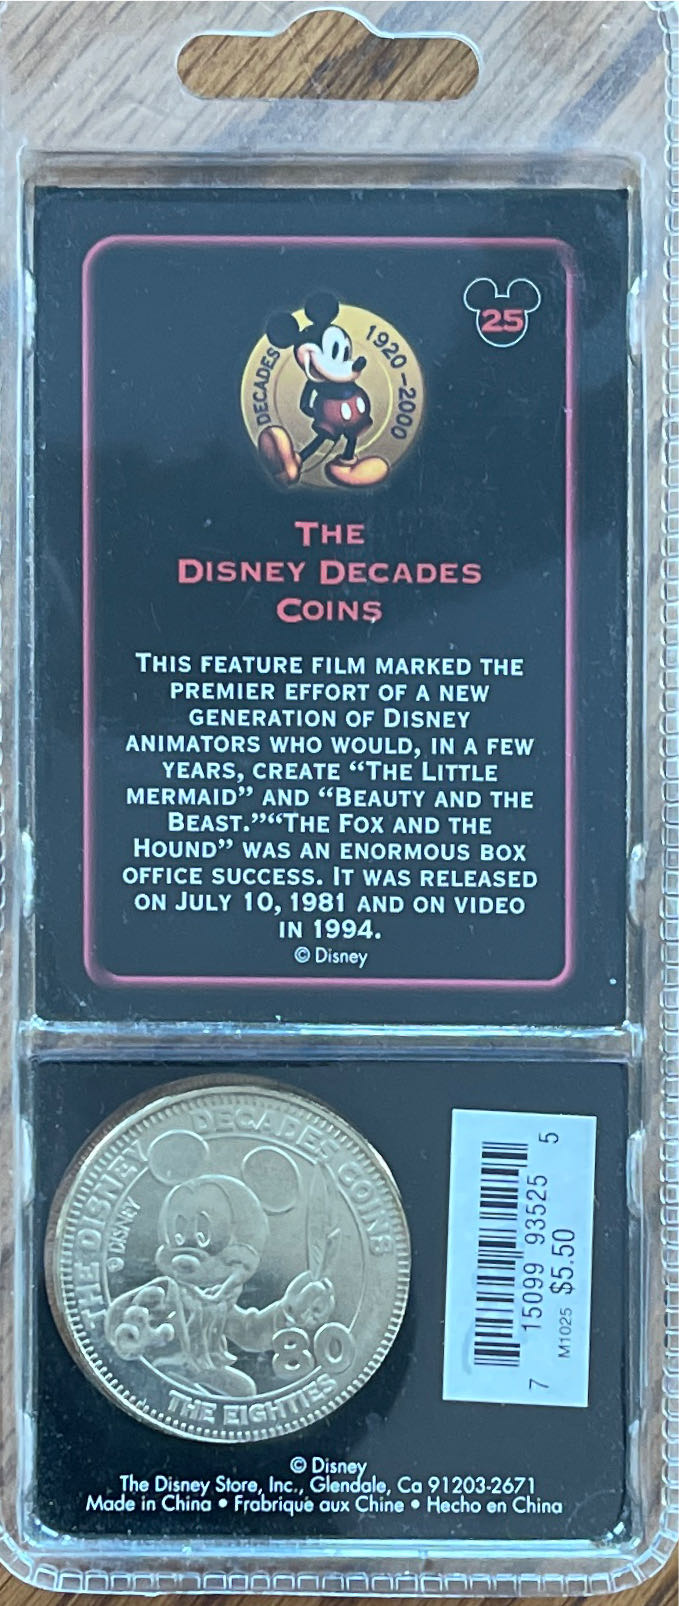 25
DECADES
1920-2000
THE
DISNEY DECADES
COINS
THIS FEATURE FILM MARKED THE
PREMIER EFFORT OF A NEW
GENERATION OF DISNEY
ANIMATORS WHO WOULD, IN A FEW
YEARS, CREATE “THE LITTLE
MERMAID” AND “BEAUTY AND THE
BEAST.”“THE FOX AND THE
HOUND” WAS AN ENORMOUS BOX
OFFICE SUCCESS. IT WAS RELEASED
ON JULY 10, 1981 AND ON VIDEO
IN 1994.
© Disney
THE DISNEY DECADES COINS
© DISNEY
80
THE EIGHTIES
7 15099 93525 5
M1025 $5.50
© Disney
The Disney Store, Inc., Glendale, Ca 91203-2671
Made in China • Frabriqué aux Chine • Hecho en China